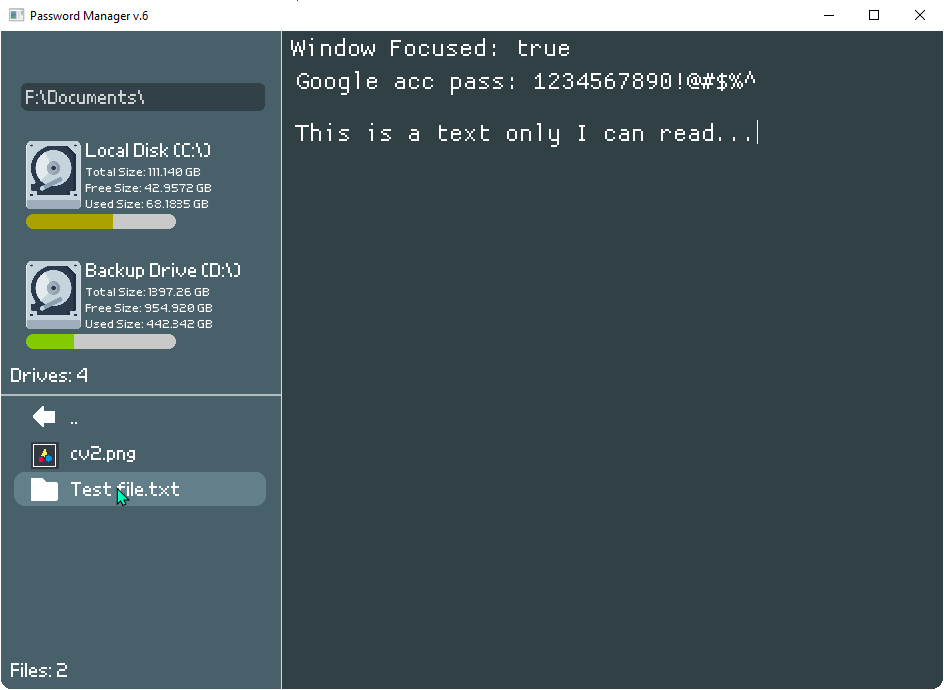 Password Manager v.6
F:\Documents\
Local Disk (C:\)
Total Size: 111.140 GB
Free Size: 42.9572 GB
Used Size: 68.1835 GB
Backup Drive (D:\)
Total Size: 1397.26 GB
Free Size: 954.920 GB
Used Size: 442.342 GB
Drives: 4
..
cv2.png
Test file.txt
Files: 2
Window Focused: true
Google acc pass: 1234567890!@#$%^
This is a text only I can read...